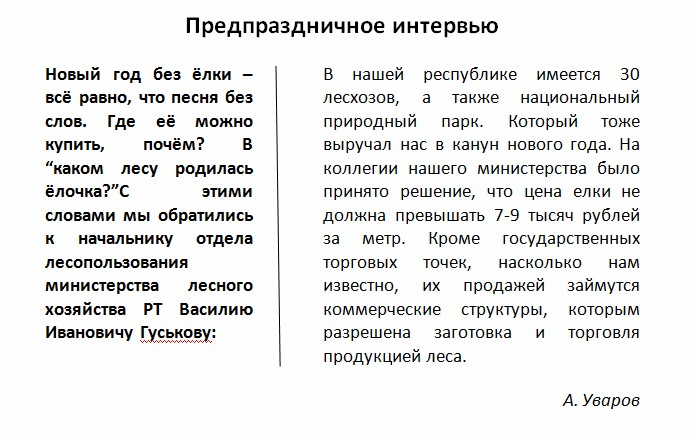 Предпраздничное интервью
Новый год без ёлки –
всё равно, что песня без
слов. Где её можно
купить, почём? В
“каком лесу родилась
ёлочка?”С этими
словами мы обратились
к начальнику отдела
лесопользования
министерства лесного
хозяйства РТ Василию
Ивановичу Гуськову:
В нашей республике имеется 30
лесхозов, а также национальный
природный парк. Который тоже
выручал нас в канун нового года. На
коллегии нашего министерства было
принято решение, что цена елки не
должна превышать 7-9 тысяч рублей
за метр. Кроме государственных
торговых точек, насколько нам
известно, их продажей займутся
коммерческие структуры, которым
разрешена заготовка и торговля
продукцией леса.
А. Уваров